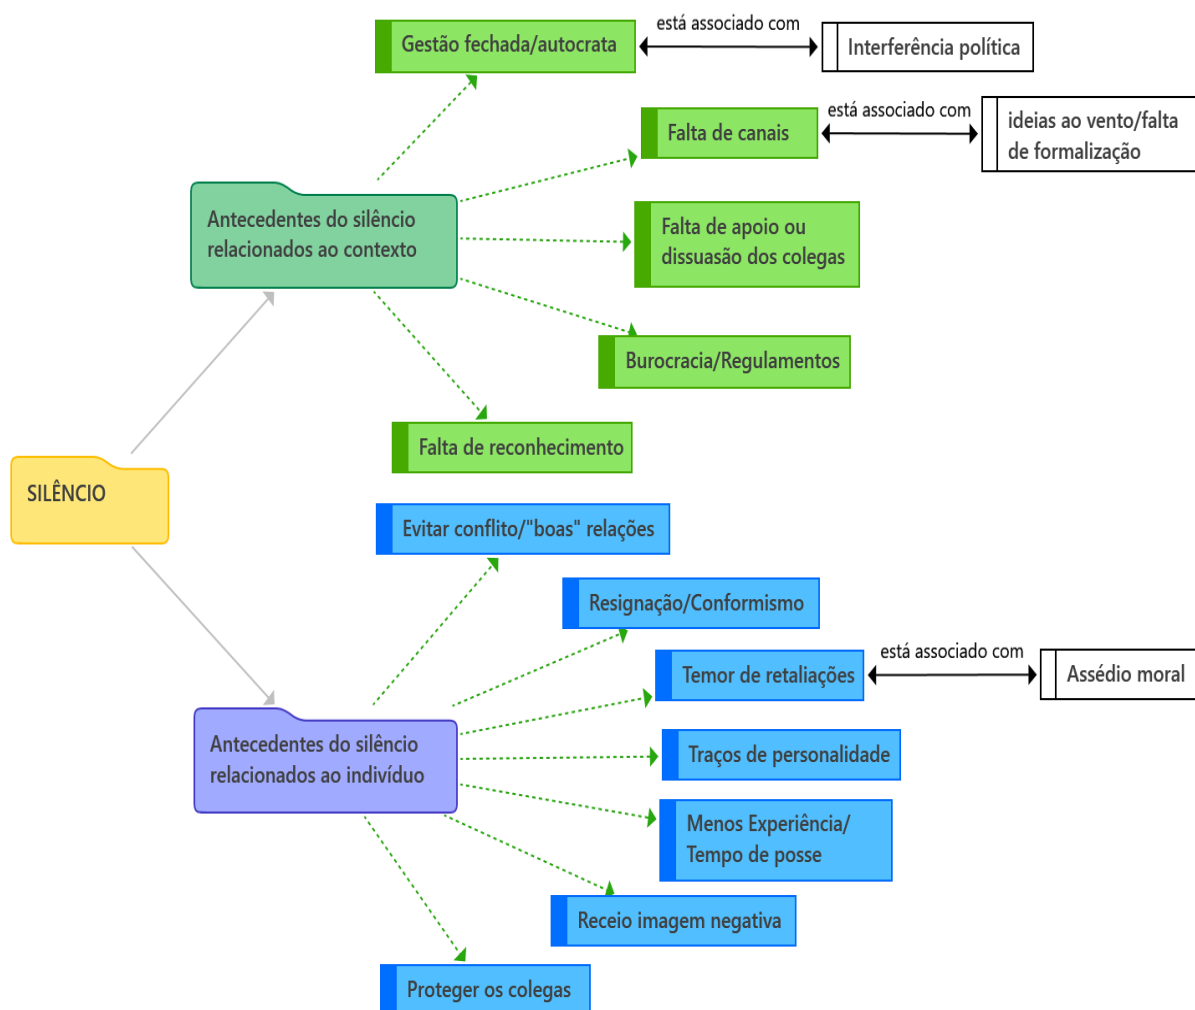 está associado com
Gestão fechada/autocrata
Interferência política
está associado com
Falta de canais
ideias ao vento/falta
de formalização
Antecedentes do silêncio
relacionados ao contexto
Falta de apoio ou
dissuasão dos colegas
Burocracia/Regulamentos
Falta de reconhecimento
SILÊNCIO
Evitar conflito/"boas" relações
Resignação/Conformismo
está associado com
Temor de retaliações
Assédio moral
Antecedentes do silêncio
relacionados ao indivíduo
Traços de personalidade
Menos Experiência/
Tempo de posse
Receio imagem negativa
Proteger os colegas